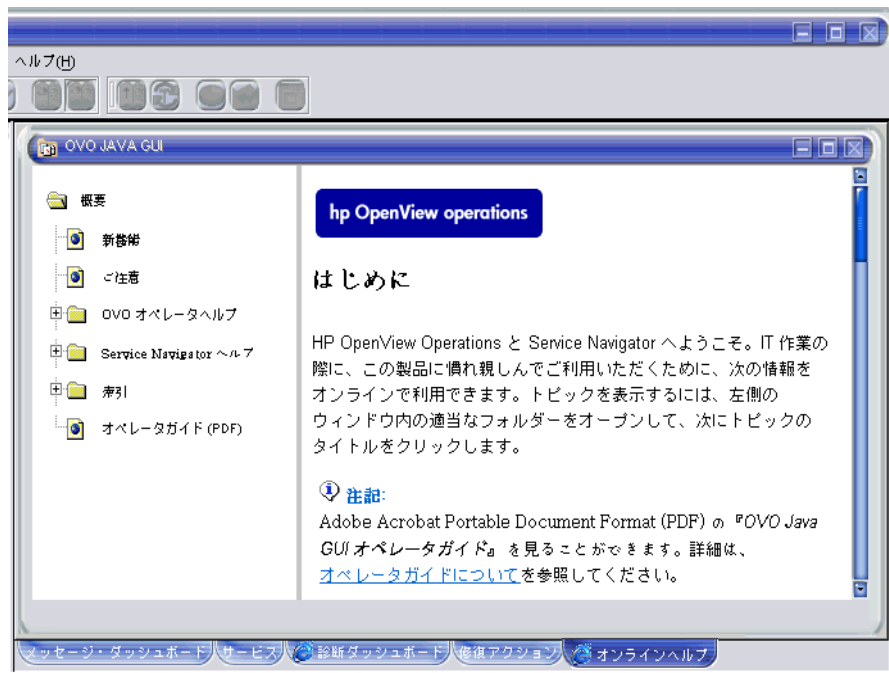 ヘルプ(H)
OVO JAVA GUI
概要
新機能
ご注意
OVO オペレータヘルプ
Service Navigator ヘルプ
索引
オペレータガイド (PDF)
hp OpenView operations
はじめに
HP OpenView Operations と Service Navigator へようこそ。IT 作業の
際に、この製品に慣れ親しんでご利用いただくために、次の情報を
オンラインで利用できます。トピックを表示するには、左側の
ウィンドウ内の適当なフォルダーをオープンして、次にトピックの
タイトルをクリックします。
注記:
Adobe Acrobat Portable Document Format (PDF) の『OVO Java
GUI オペレータガイド』 を見ることができます。詳細は、
オペレータガイドについてを参照してください。
メッセージ・ダッシュボード サービス 診断ダッシュボード 修復アクション オンラインヘルプ